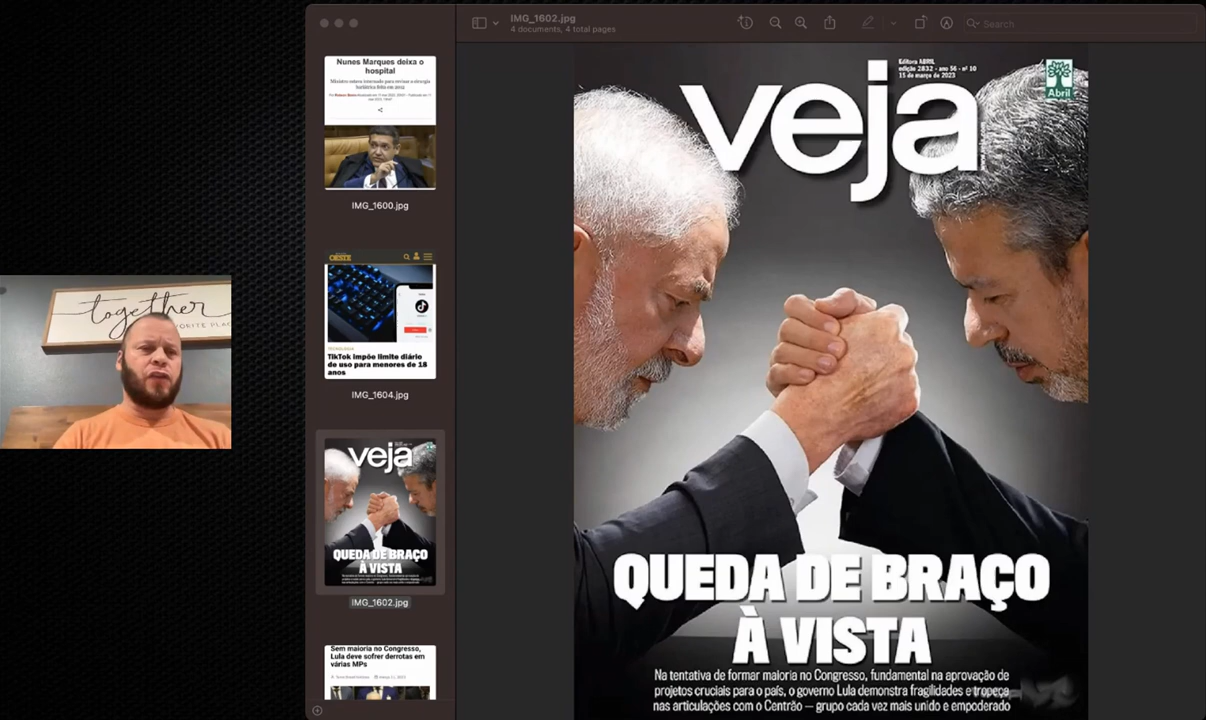 IMG_1602.jpg
4 documents, 4 total pages
Search
Nunes Marques deixa o
hospital
IMG_1600.jpg
OESTE
TECNOLOGIA
TikTok impõe limite diário
de uso para menores de 18
anos
IMG_1604.jpg
veja
QUEDA DE BRAÇO
À VISTA
IMG_1602.jpg
Sem maioria no Congresso,
Lula deve sofrer derrotas em
várias MPs
together
Editora ABRIL
edição 2832 - ano 56 - nº 10
15 de março de 2023
Abril
veja
QUEDA DE BRAÇO
À VISTA
Na tentativa de formar maioria no Congresso, fundamental na aprovação de
projetos cruciais para o país, o governo Lula demonstra fragilidades e tropeça
nas articulações com o Centrão — grupo cada vez mais unido e empoderado